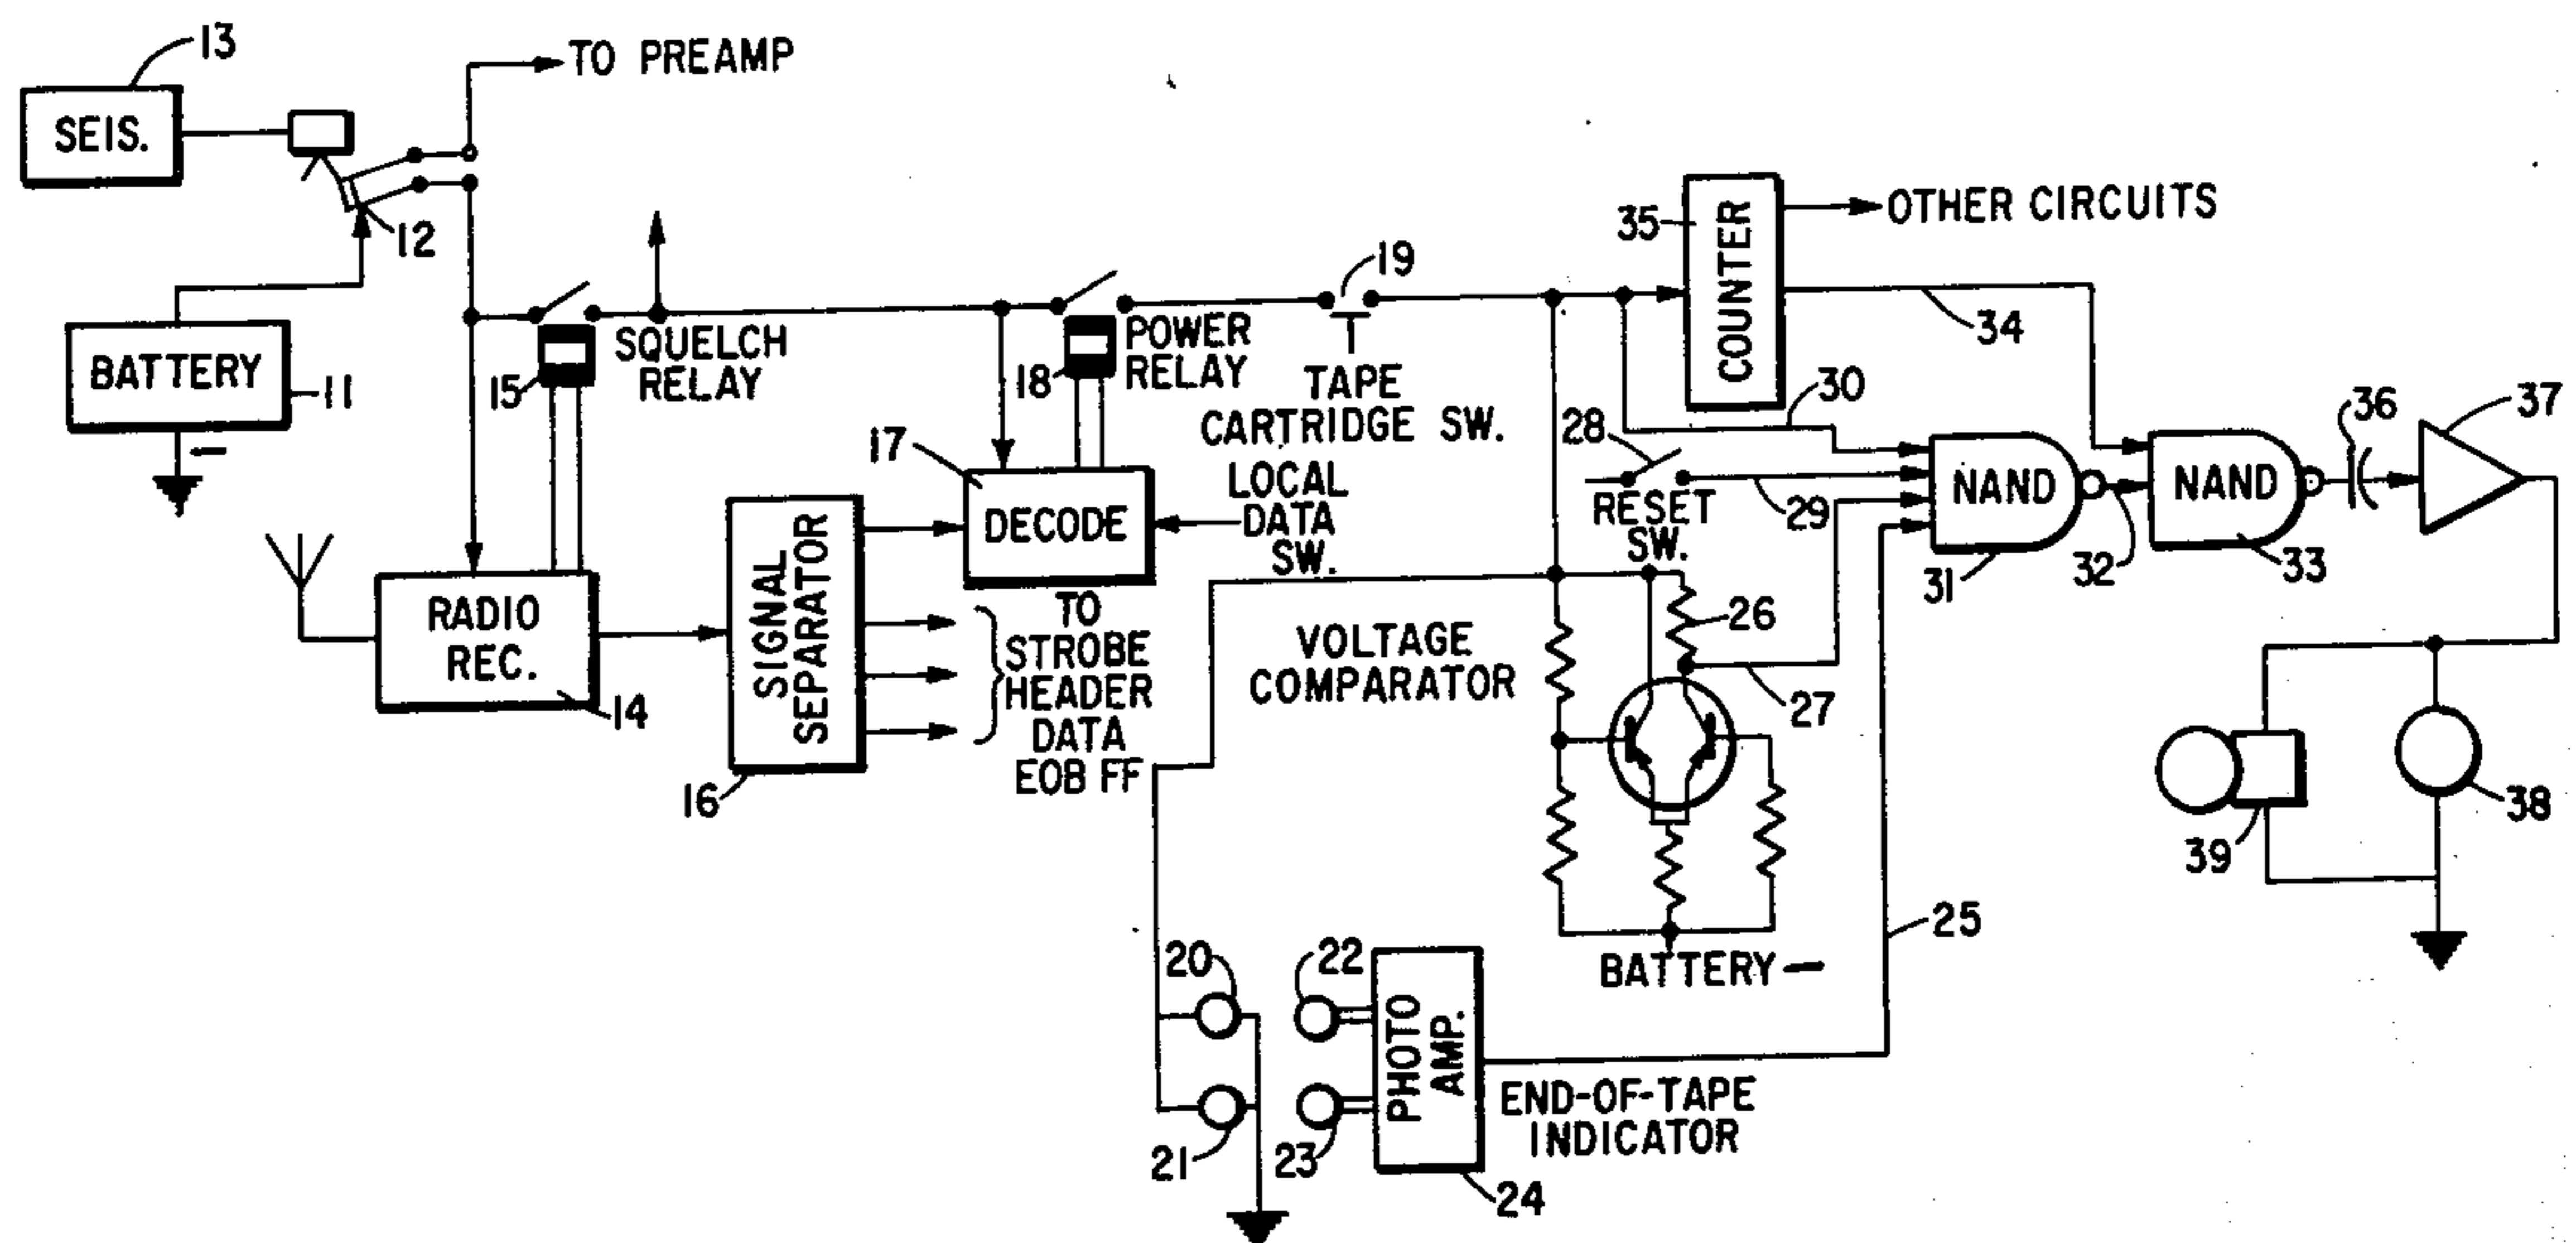 13
TO PREAMP
SEIS.
12
BATTERY
11
–
15
SQUELCH
RELAY
18
POWER
RELAY
19
TAPE
CARTRIDGE SW.
35
COUNTER
OTHER CIRCUITS
34
30
28
RESET
SW.
29
NAND
31
32
NAND
33
36
37
38
39
17
DECODE
LOCAL
DATA
SW.
RADIO
REC.
14
SIGNAL
SEPARATOR
16
TO
STROBE
HEADER
DATA
EOB FF
VOLTAGE
COMPARATOR
26
27
BATTERY –
25
20
21
22
23
PHOTO
AMP.
24
END-OF-TAPE
INDICATOR